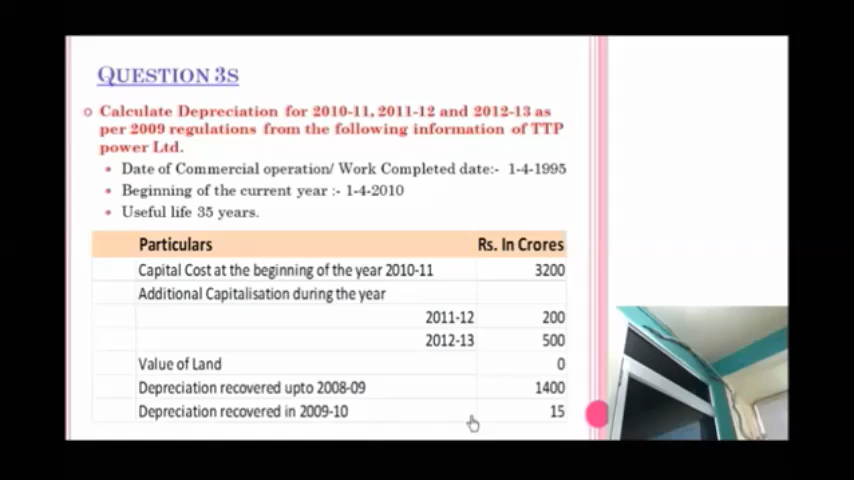 QUESTION 3S
Calculate Depreciation for 2010-11, 2011-12 and 2012-13 as
per 2009 regulations from the following information of TTP
power Ltd.
Date of Commercial operation/ Work Completed date:- 1-4-1995
Beginning of the current year :- 1-4-2010
Useful life 35 years.
Particulars Rs. In Crores
Capital Cost at the beginning of the year 2010-11 3200
Additional Capitalisation during the year
2011-12 200
2012-13 500
Value of Land 0
Depreciation recovered upto 2008-09 1400
Depreciation recovered in 2009-10 15